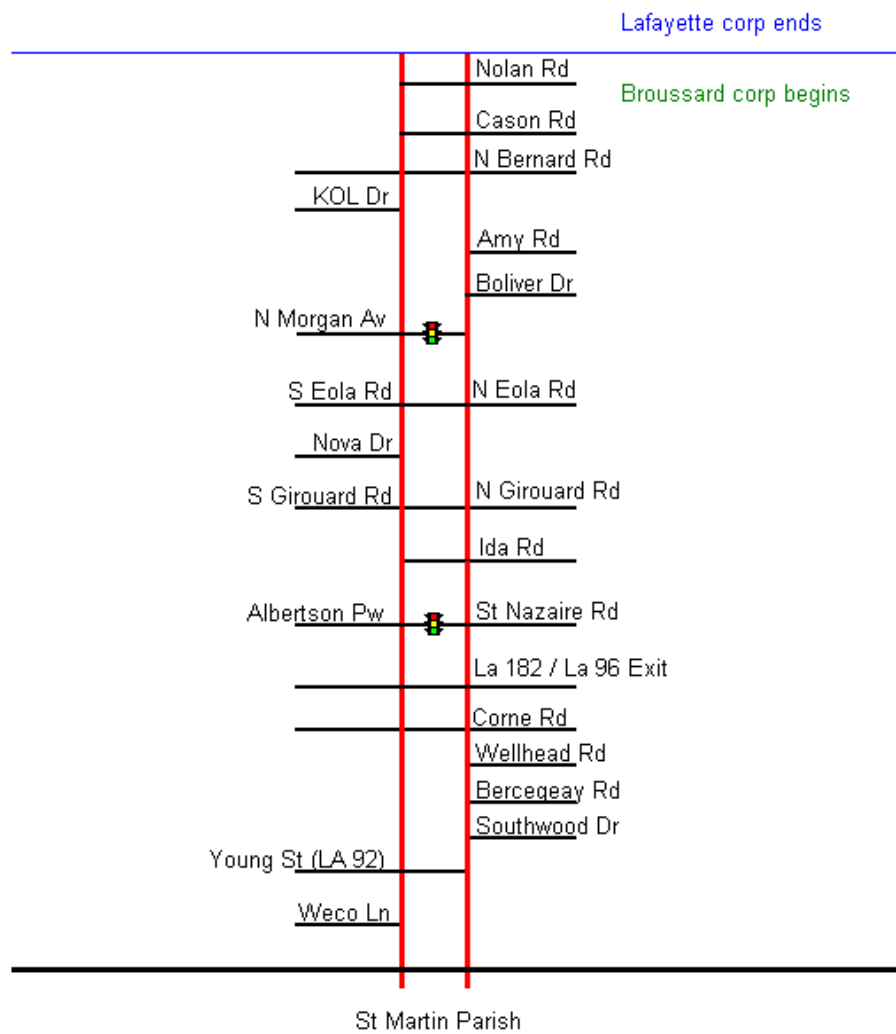 Lafayette corp ends
Nolan Rd
Broussard corp begins
Cason Rd
N Bernard Rd
KOL Dr
Amy Rd
Boliver Dr
N Morgan Av
S Eola Rd
N Eola Rd
Nova Dr
S Girouard Rd
N Girouard Rd
Ida Rd
Albertson Pw
St Nazaire Rd
La 182 / La 96 Exit
Corne Rd
Wellhead Rd
Berceqeay Rd
Southwood Dr
Young St (LA 92)
Weco Ln
St Martin Parish